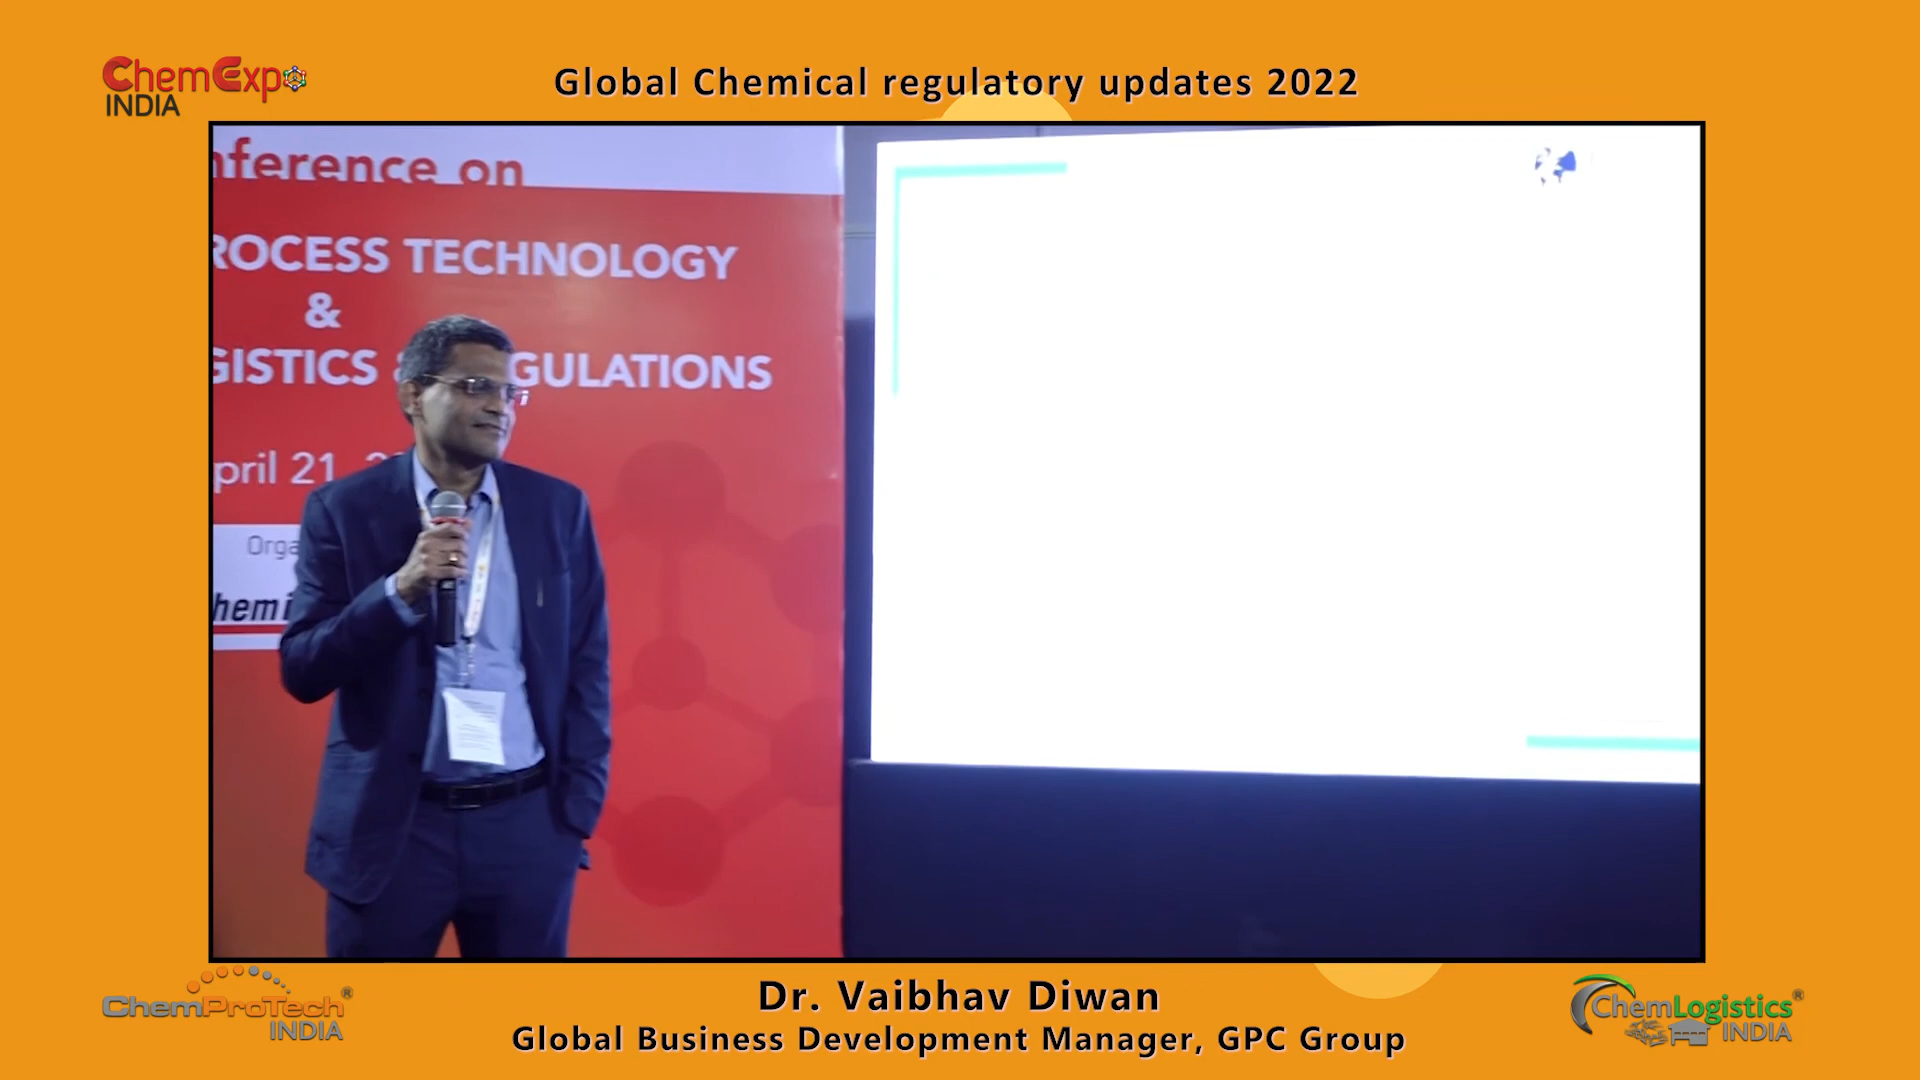 ChemExpo
INDIA
Global Chemical regulatory updates 2022
nference on
ROCESS TECHNOLOGY
&
GISTICS & GULATIONS
pril 21,
Orga
hemi
ChemProTech®
INDIA
Dr. Vaibhav Diwan
Global Business Development Manager, GPC Group
ChemLogistics®
INDIA